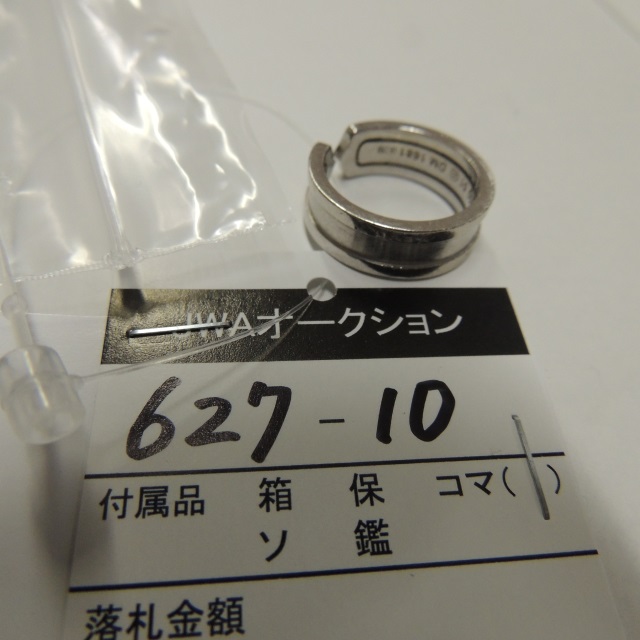 JWAオークション
627-10
付属品 箱 保 コマ( )
ソ 鑑
落札金額